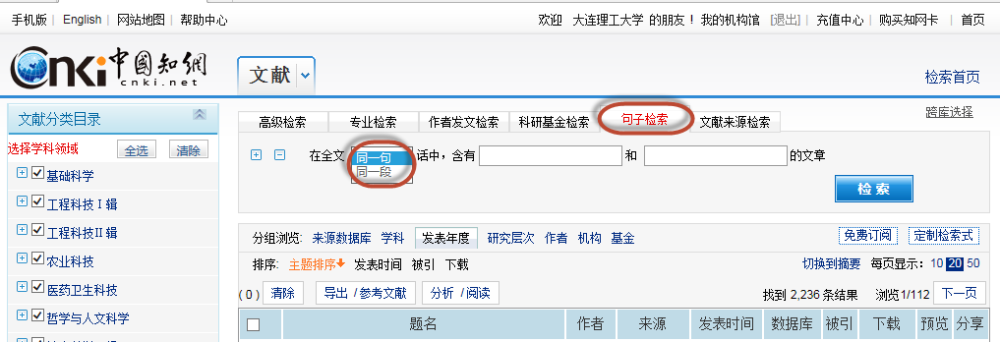 手机版 | English | 网站地图 | 帮助中心
欢迎 大连理工大学 的朋友 ! 我的机构馆 [退出] | 充值中心 | 购买知网卡 | 首页
Cnki 中國知網
cnki.net
文献
检索首页
跨库选择
文献分类目录
选择学科领域 全选 清除
基础科学
工程科技Ⅰ辑
工程科技II辑
农业科技
医药卫生科技
哲学与人文科学
高级检索 专业检索 作者发文检索 科研基金检索 句子检索 文献来源检索
在全文 同一句 话中，含有 和 的文章
同一段
检 索
分组浏览: 来源数据库 学科 发表年度 研究层次 作者 机构 基金 免费订阅 定制检索式
排序: 主题排序 发表时间 被引 下载 切换到摘要 每页显示: 10 20 50
( 0 ) 清除 导出 /参考文献 分析 /阅读 找到 2,236 条结果 浏览1/112 下一页
题名 作者 来源 发表时间 数据库 被引 下载 预览 分享